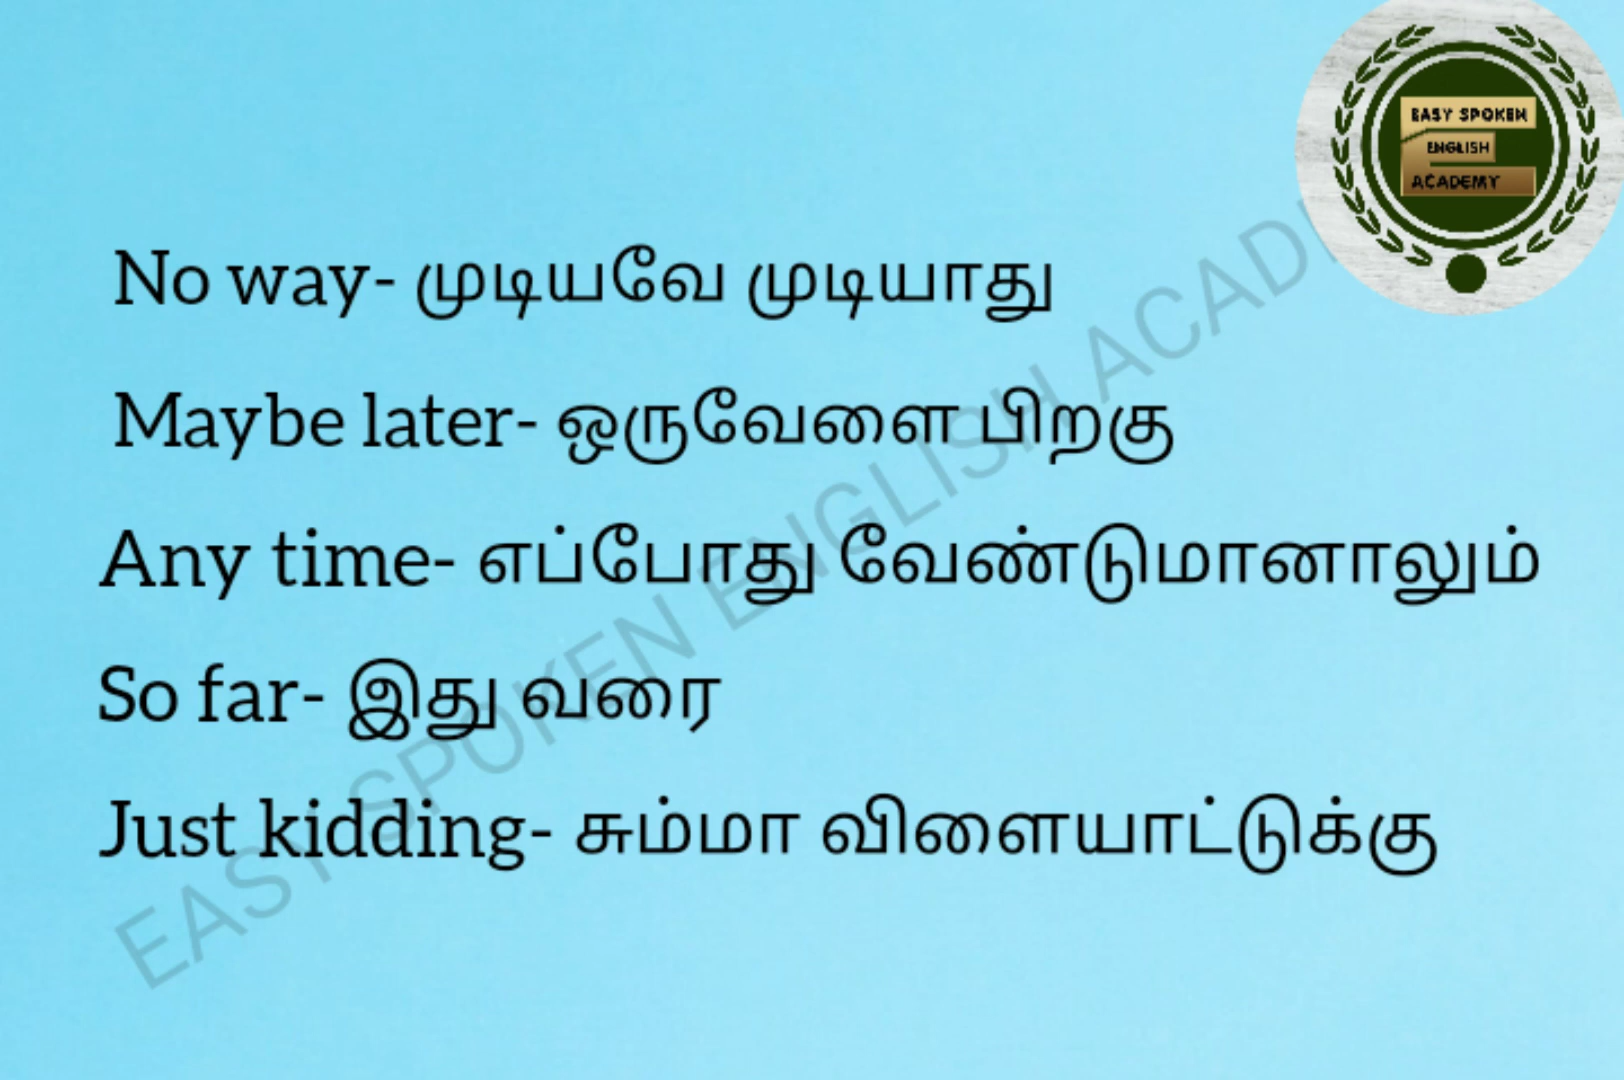 EASY SPOKEN
ENGLISH
ACADEMY
No way- முடியவே முடியாது
Maybe later- ஒருவேளை பிறகு
Any time- எப்போது வேண்டுமானாலும்
So far- இது வரை
Just kidding- சும்மா விளையாட்டுக்கு
EASY SPOKEN ENGLISH ACAD